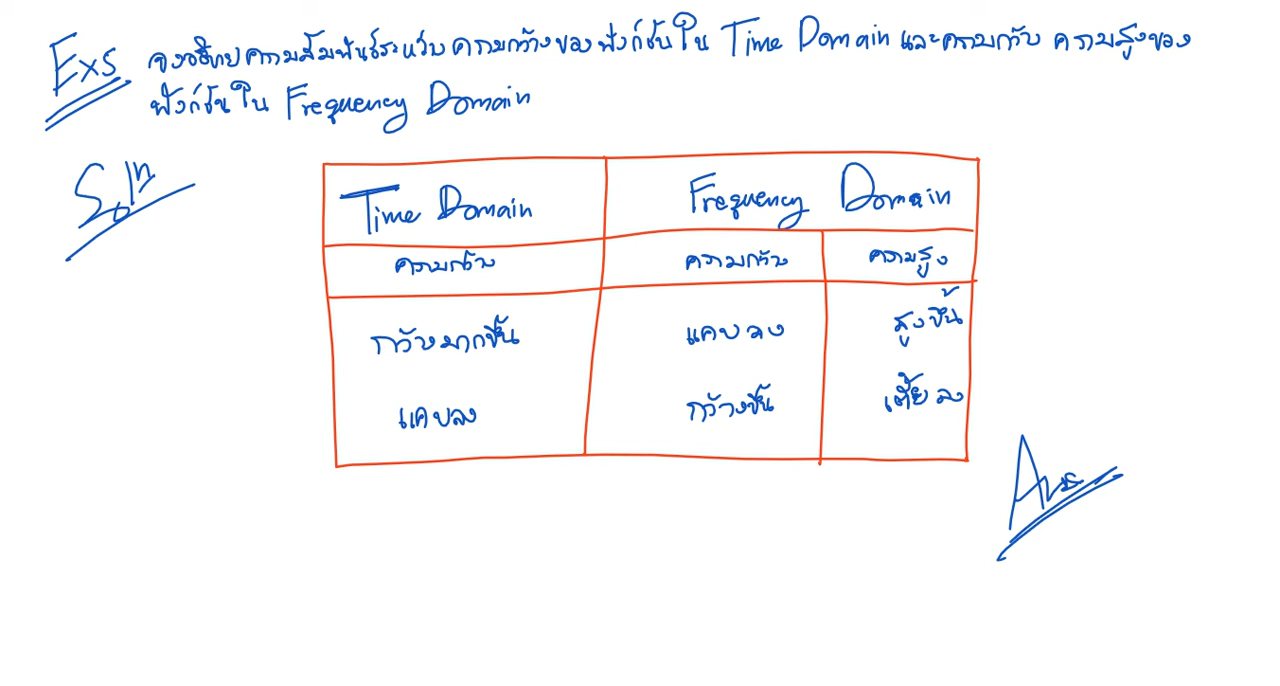 Exs จงอธิบายความสัมพันธ์ระหว่าง ความกว้างของฟังก์ชันใน Time Domain และความกว้าง ความสูงของ
ฟังก์ชันใน Frequency Domain
Soln
Time Domain Frequency Domain
ความกว้าง ความกว้าง ความสูง
กว้างมากขึ้น แคบลง สูงขึ้น
แคบลง กว้างขึ้น เตี้ยลง
Ans